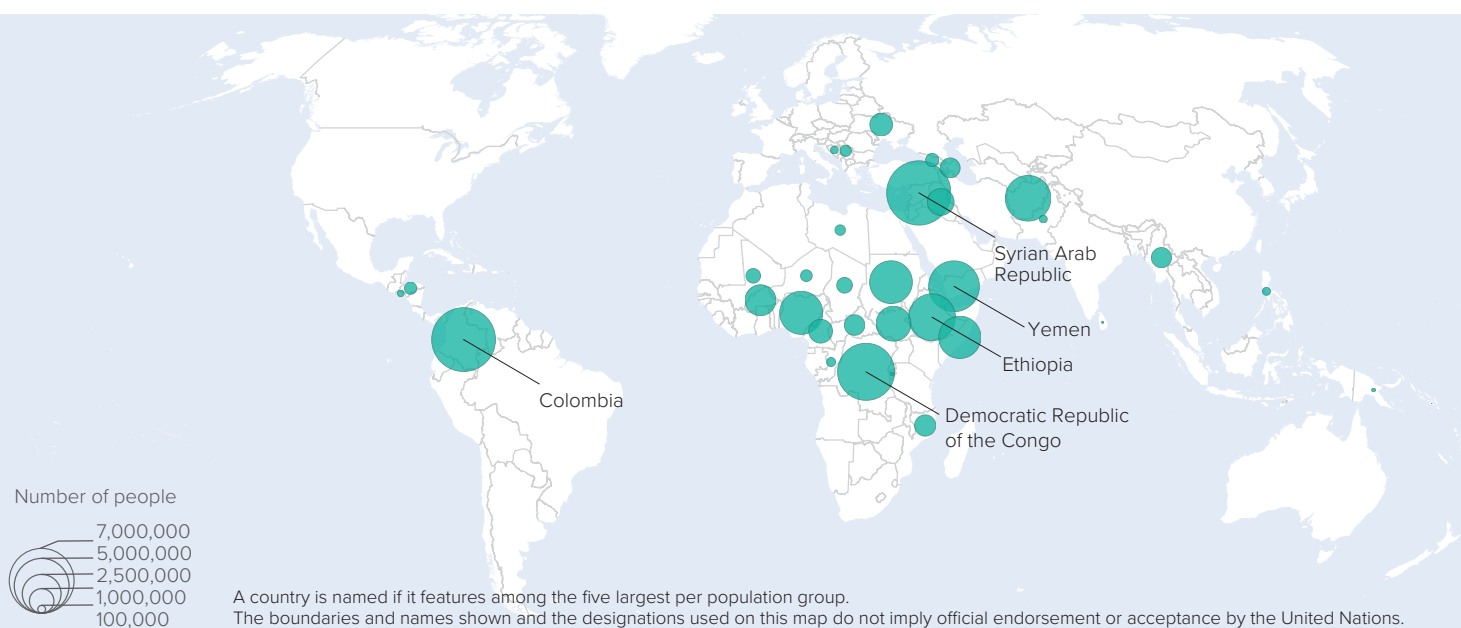 Syrian Arab
Republic
Yemen
Ethiopia
Colombia
Democratic Republic
of the Congo
Number of people
7,000,000
5,000,000
2,500,000
1,000,000
100,000
A country is named if it features among the five largest per population group.
The boundaries and names shown and the designations used on this map do not imply official endorsement or acceptance by the United Nations.